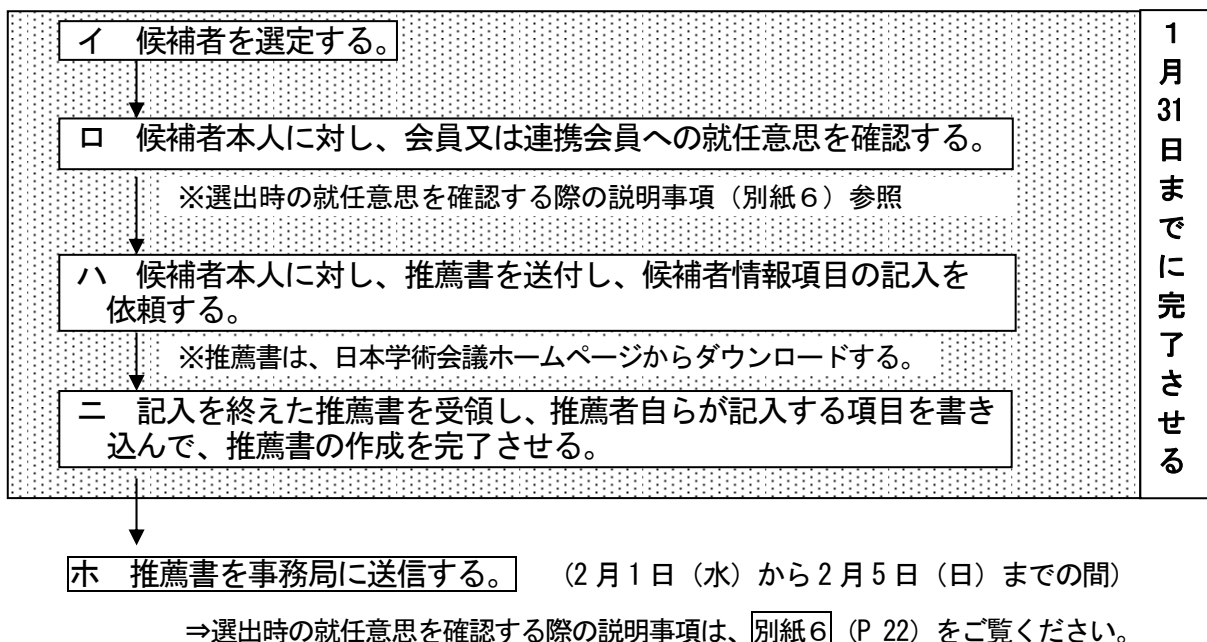 イ　候補者を選定する。
ロ　候補者本人に対し、会員又は連携会員への就任意思を確認する。
※選出時の就任意思を確認する際の説明事項（別紙６）参照
ハ　候補者本人に対し、推薦書を送付し、候補者情報項目の記入を
依頼する。
※推薦書は、日本学術会議ホームページからダウンロードする。
ニ　記入を終えた推薦書を受領し、推薦者自らが記入する項目を書き
込んで、推薦書の作成を完了させる。
1月31日までに完了させる
ホ　推薦書を事務局に送信する。　（2月1日（水）から2月5日（日）までの間）
⇒選出時の就任意思を確認する際の説明事項は、別紙６（P 22）をご覧ください。